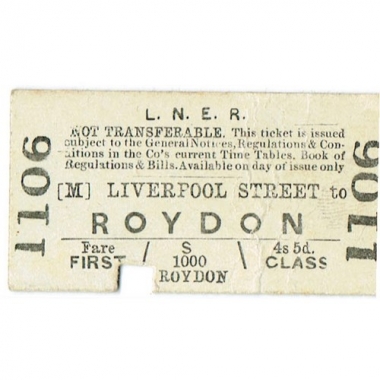 L. N. E. R.
NOT TRANSFERABLE. This ticket is issued
subject to the General Notices, Regulations & Con-
ditions in the Co's current Time Tables. Book of
Regulations & Bills. Available on day of issue only
[M] LIVERPOOL STREET to
ROYDON
Fare / S \ 4s 5d.
FIRST 1000 CLASS
ROYDON
1106
1106